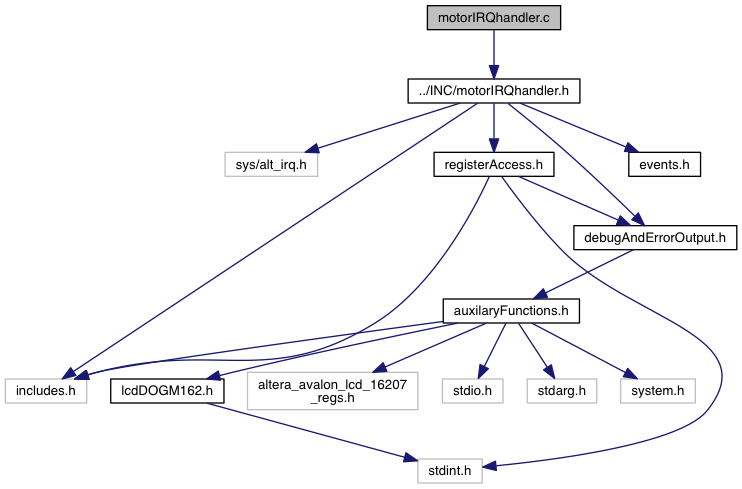 motorIRQhandler.c
../INC/motorIRQhandler.h
sys/alt_irq.h
registerAccess.h
events.h
debugAndErrorOutput.h
auxilaryFunctions.h
includes.h
lcdDOGM162.h
altera_avalon_lcd_16207
_regs.h
stdio.h
stdarg.h
system.h
stdint.h